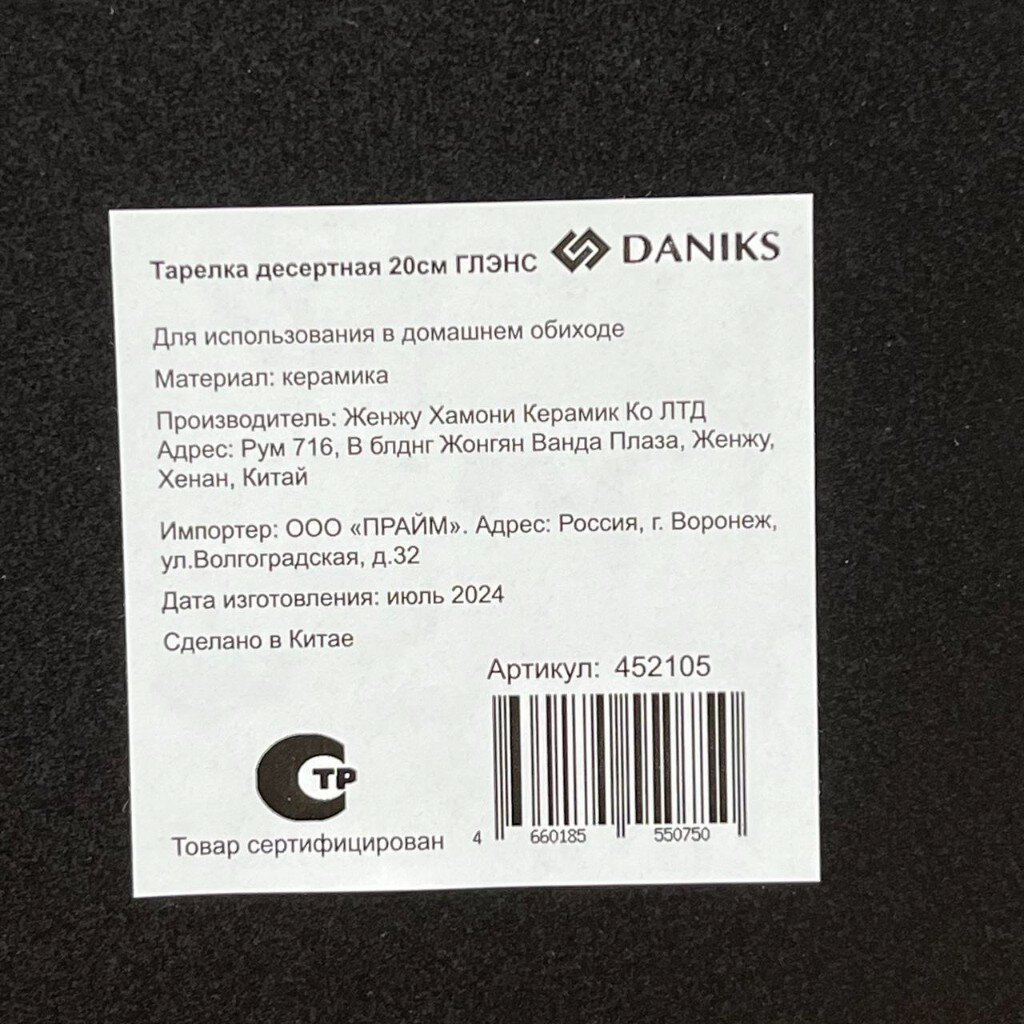 Тарелка десертная 20см ГЛЭНС DANIKS
Для использования в домашнем обиходе
Материал: керамика
Производитель: Женжу Хамони Керамик Ко ЛТД
Адрес: Рум 716, В блднг Жонгян Ванда Плаза, Женжу,
Хенан, Китай
Импортер: ООО «ПРАЙМ». Адрес: Россия, г. Воронеж,
ул.Волгоградская, д.32
Дата изготовления: июль 2024
Сделано в Китае
Артикул: 452105
ТР
Товар сертифицирован
4 660185 550750